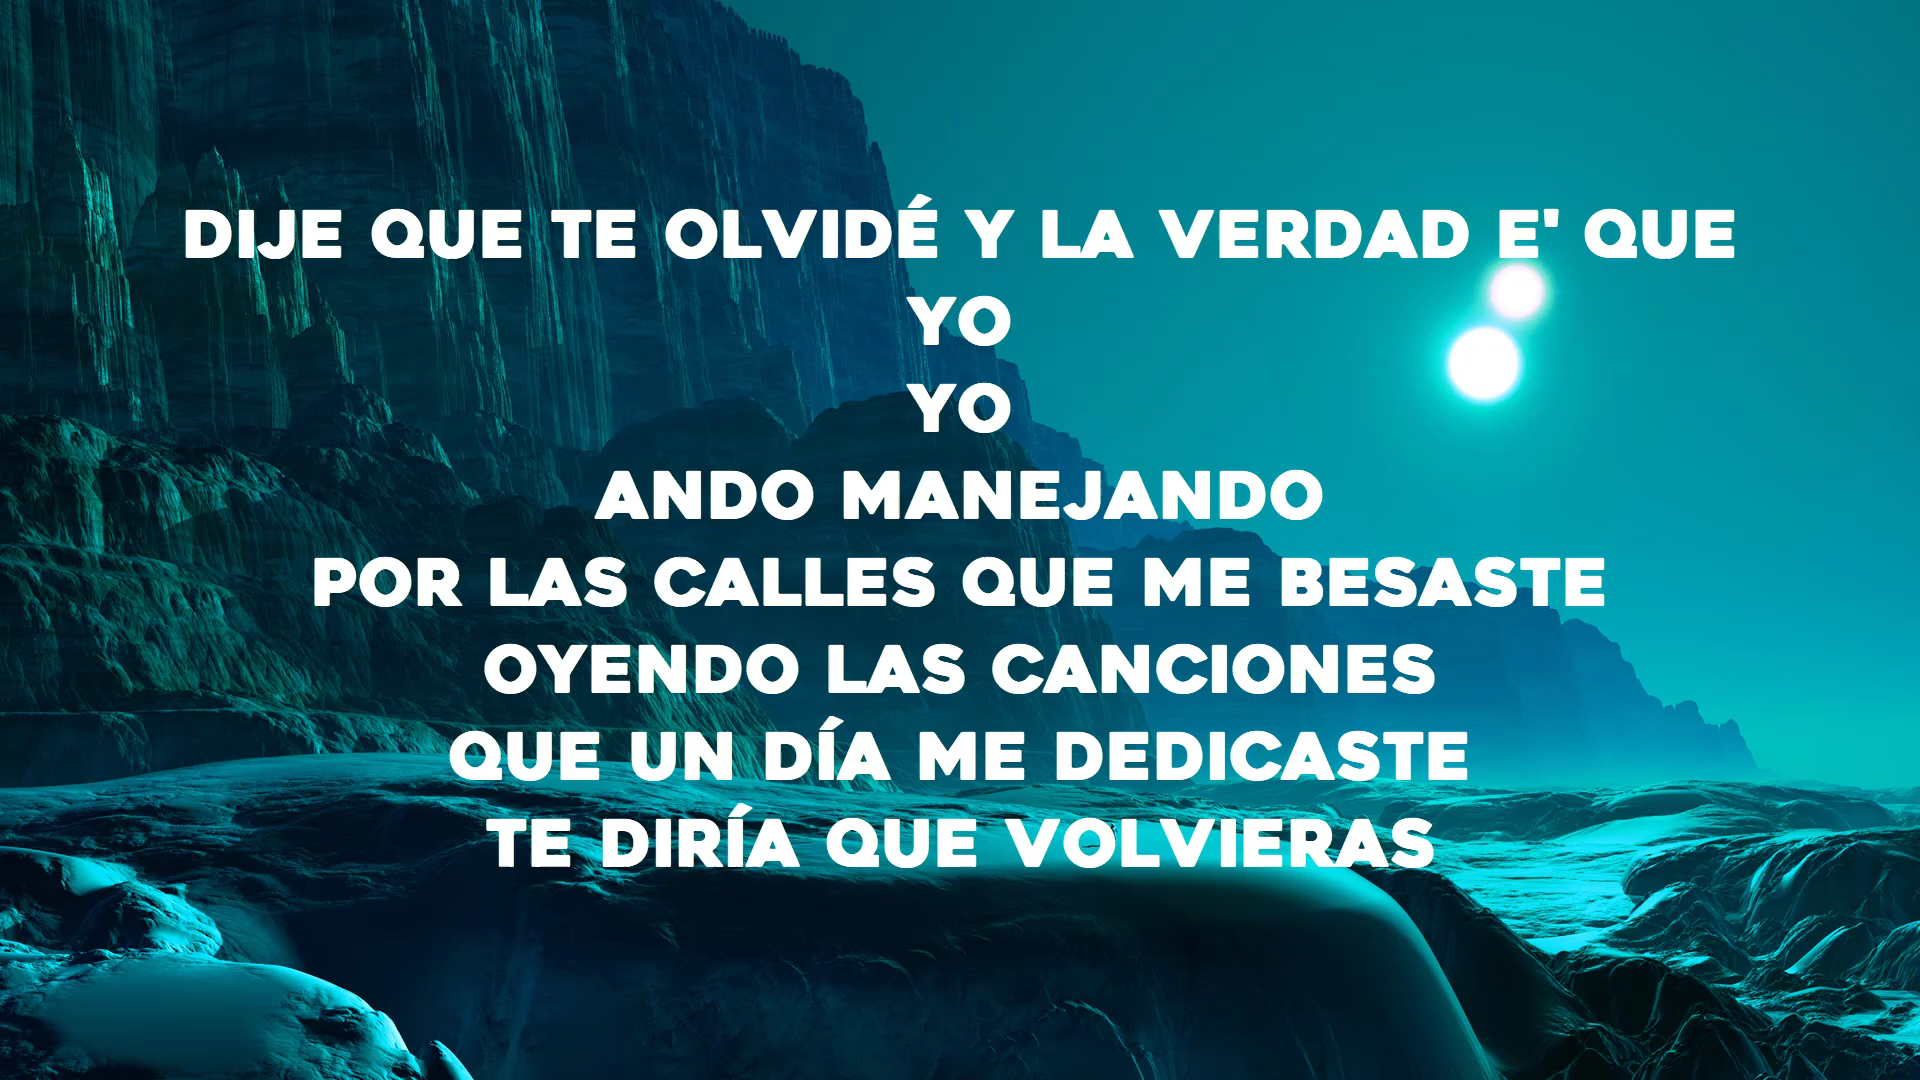 DIJE QUE TE OLVIDÉ Y LA VERDAD E' QUE
YO
YO
ANDO MANEJANDO
POR LAS CALLES QUE ME BESASTE
OYENDO LAS CANCIONES
QUE UN DÍA ME DEDICASTE
TE DIRÍA QUE VOLVIERAS